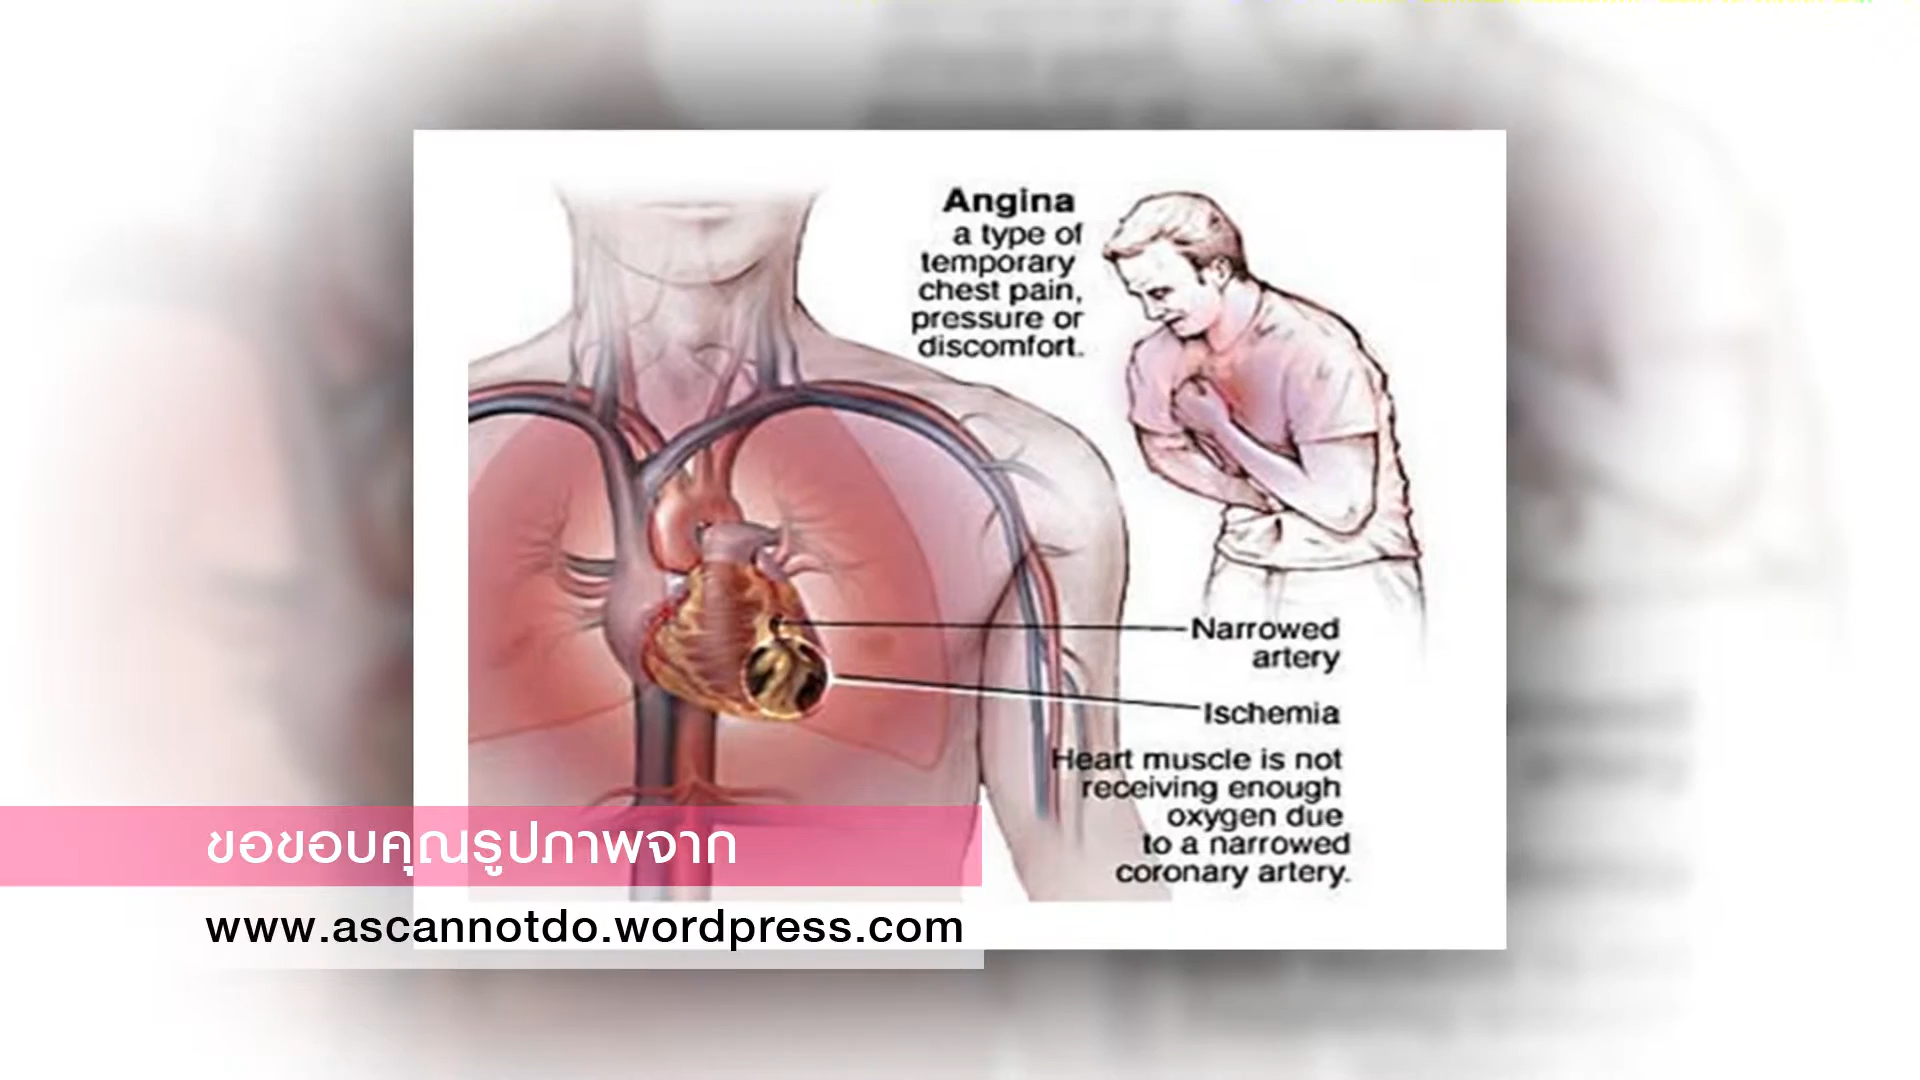 Angina
a type of
temporary
chest pain,
pressure or
discomfort.
Narrowed
artery
Ischemia
Heart muscle is not
receiving enough
oxygen due
to a narrowed
coronary artery.
ขอขอบคุณรูปภาพจาก
www.ascannotdo.wordpress.com